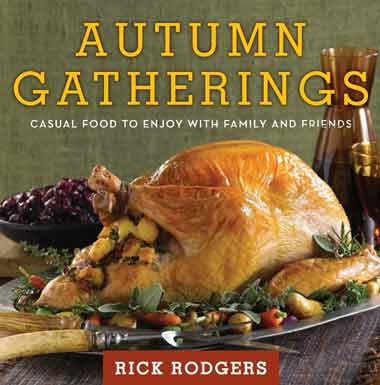 AUTUMN
GATHERINGS
CASUAL FOOD TO ENJOY WITH FAMILY AND FRIENDS
RICK RODGERS